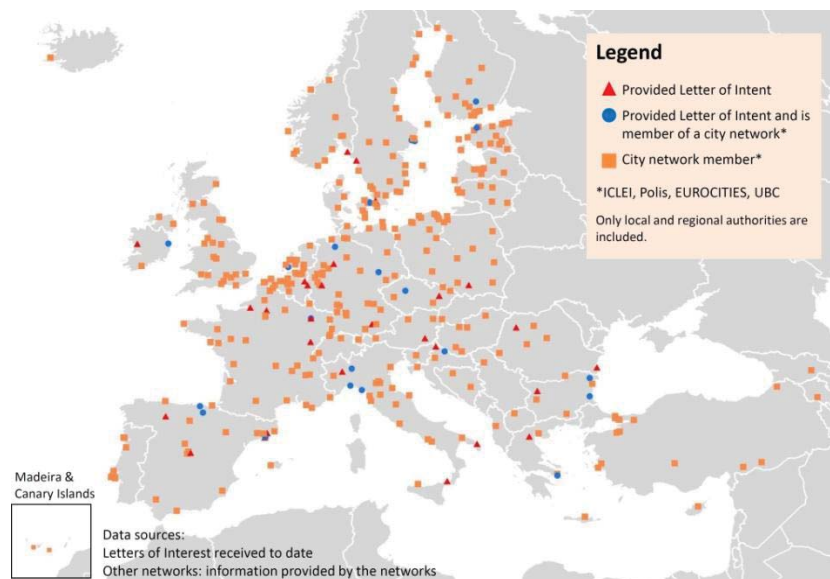 Legend
Provided Letter of Intent
Provided Letter of Intent and is
member of a city network*
City network member*
*ICLEI, Polis, EUROCITIES, UBC
Only local and regional authorities are
included.
Madeira &
Canary Islands
Data sources:
Letters of Interest received to date
Other networks: information provided by the networks